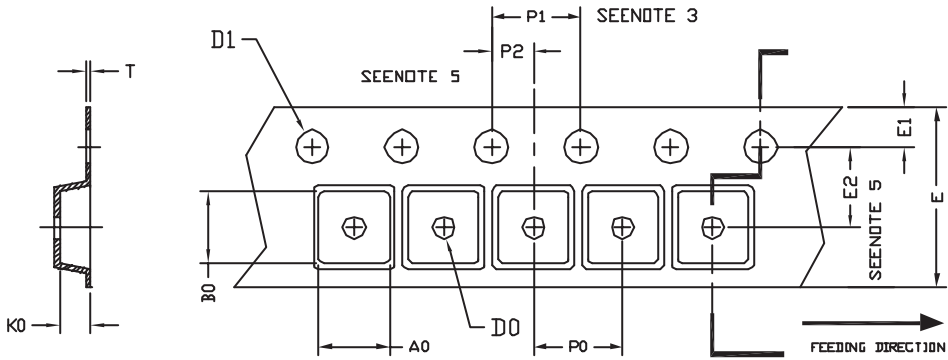 P1
SEENOTE 3
D1
P2
T
SEENOTE 5
E1
E2
E
SEENOTE 5
B0
K0
A0
D0
P0
FEEDING DIRECTION